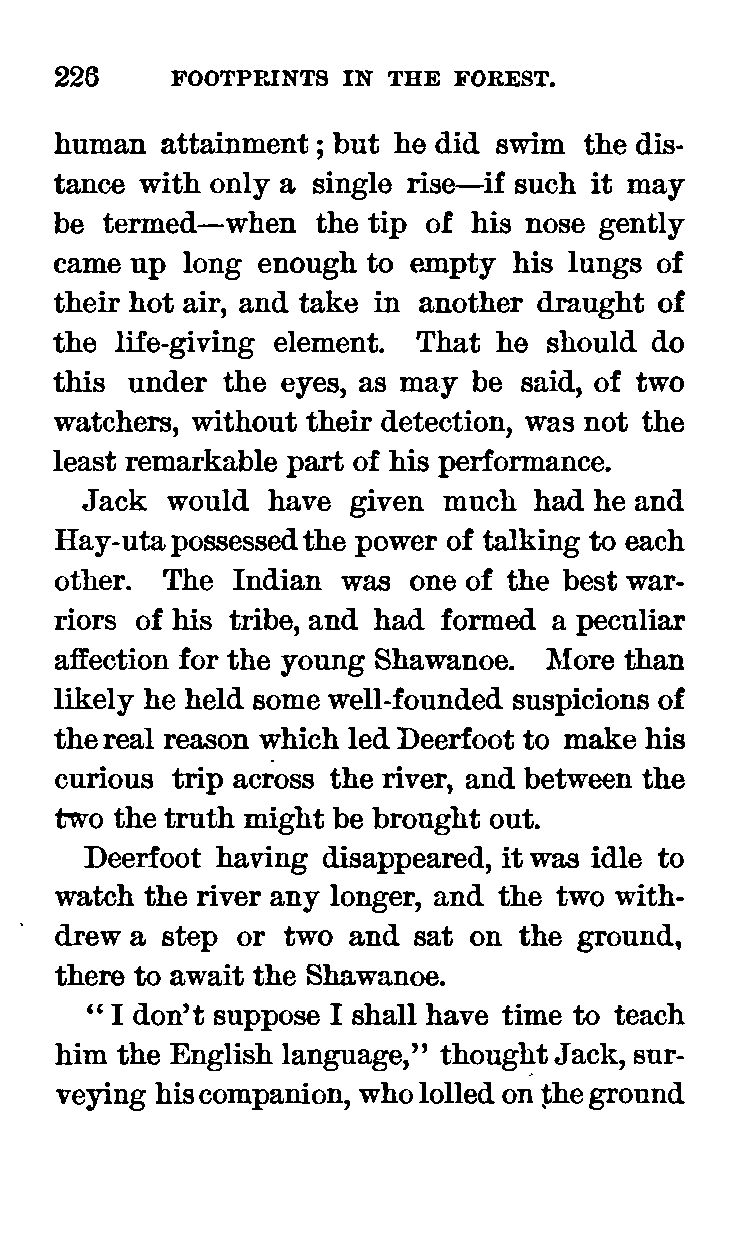 226 FOOTPRINTS IN THE FOREST.
human attainment; but he did swim the dis-
tance with only a single rise—if such it may
be termed—when the tip of his nose gently
came up long enough to empty his lungs of
their hot air, and take in another draught of
the life-giving element. That he should do
this under the eyes, as may be said, of two
watchers, without their detection, was not the
least remarkable part of his performance.
Jack would have given much had he and
Hay-uta possessed the power of talking to each
other. The Indian was one of the best war-
riors of his tribe, and had formed a peculiar
affection for the young Shawanoe. More than
likely he held some well-founded suspicions of
the real reason which led Deerfoot to make his
curious trip across the river, and between the
two the truth might be brought out.
Deerfoot having disappeared, it was idle to
watch the river any longer, and the two with-
drew a step or two and sat on the ground,
there to await the Shawanoe.
“I don’t suppose I shall have time to teach
him the English language,” thought Jack, sur-
veying his companion, who lolled on the ground